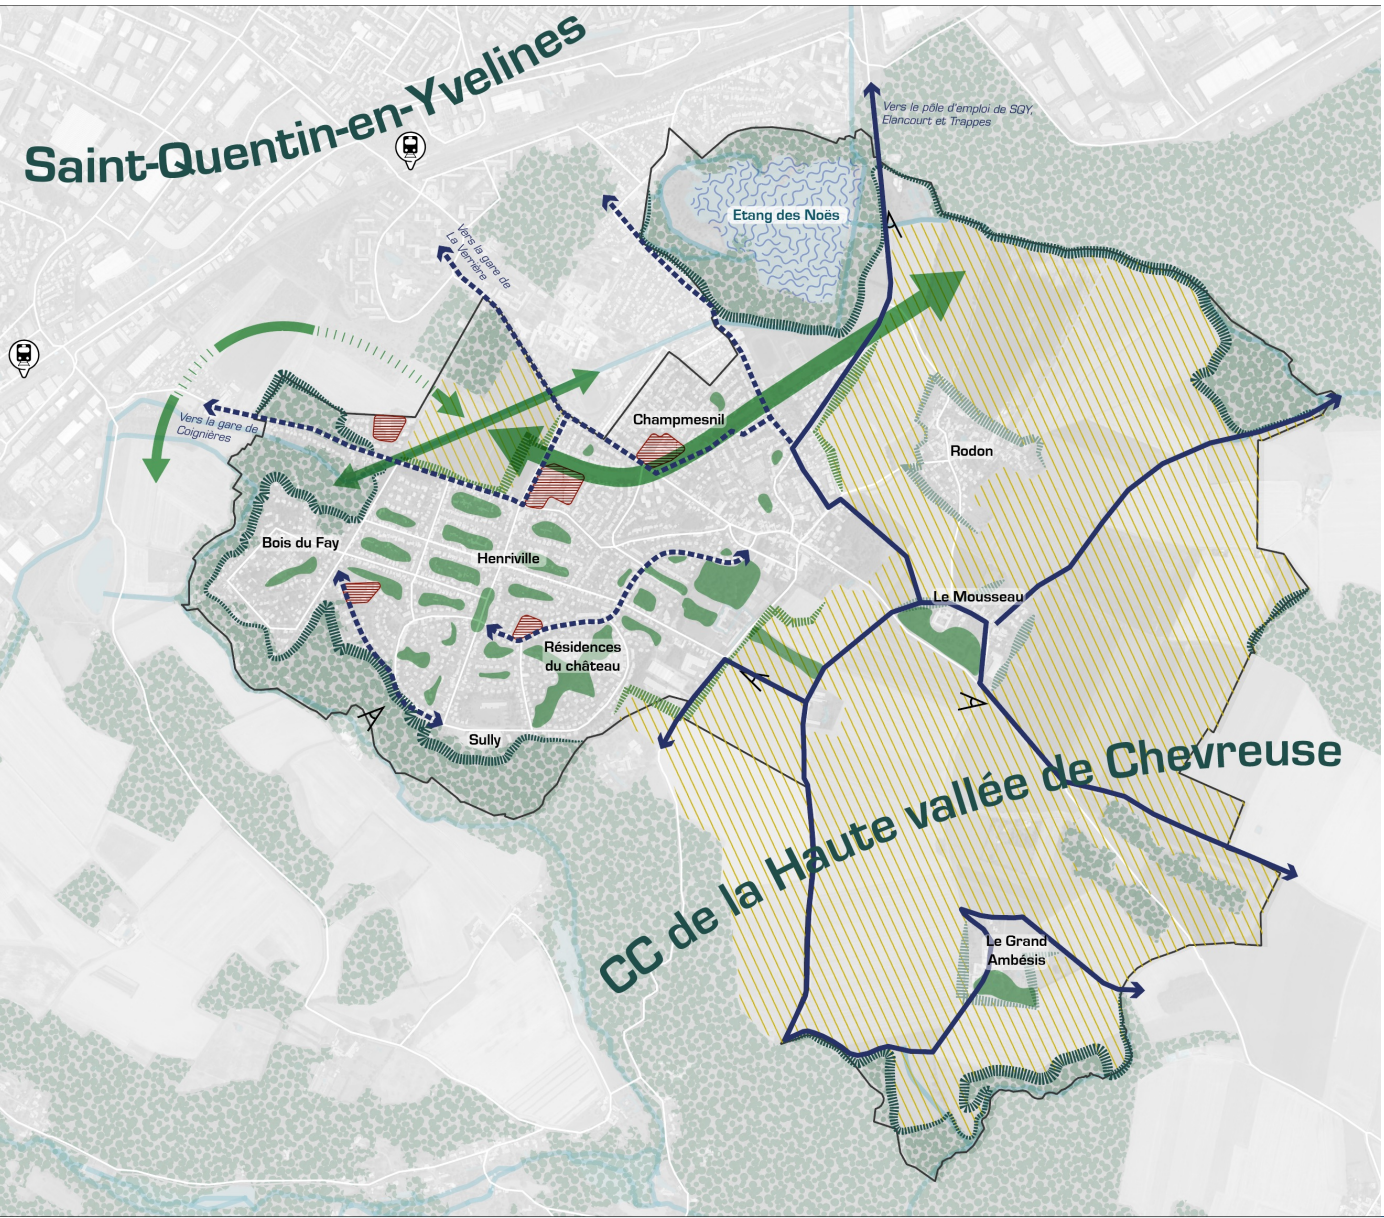 Saint-Quentin-en-Yvelines
Vers le pôle d'emploi de SQY,
Elancourt et Trappes
Etang des Noës
Vers la gare de
La Verrière
Vers la gare de
Coignières
Champmesnil
Rodon
Bois du Fay
Henriville
Le Mousseau
Résidences
du château
Sully
CC de la Haute vallée de Chevreuse
Le Grand
Ambésis